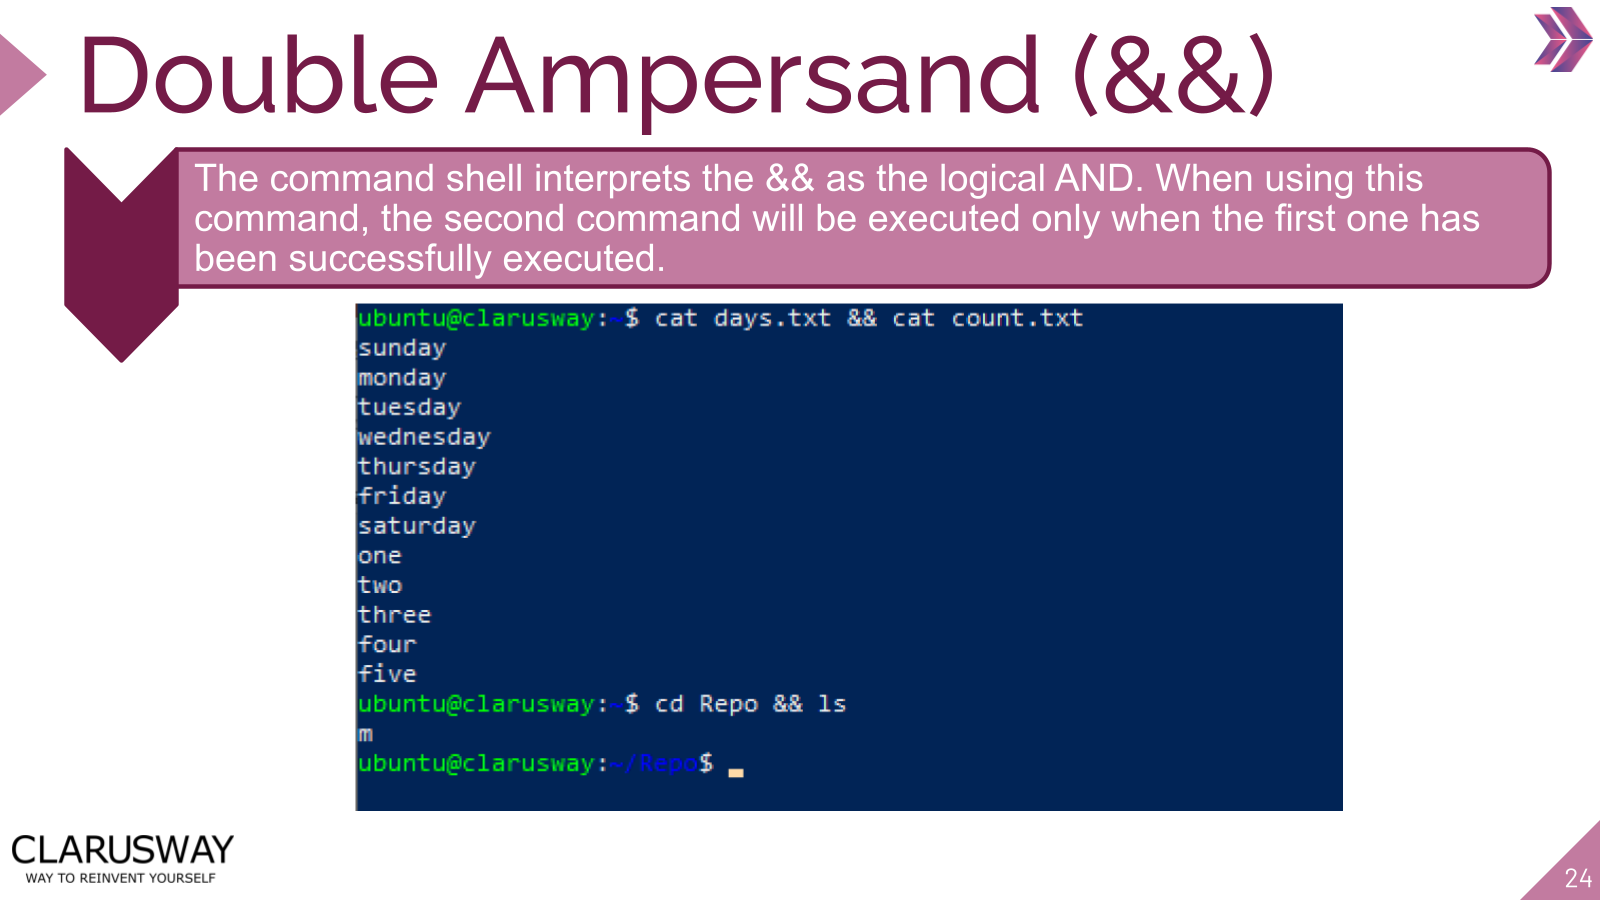 Double Ampersand (&&)
The command shell interprets the && as the logical AND. When using this
command, the second command will be executed only when the first one has
been successfully executed.
ubuntu@clarusway:~$ cat days.txt && cat count.txt
sunday
monday
tuesday
wednesday
thursday
friday
saturday
one
two
three
four
five
ubuntu@clarusway:~$ cd Repo && ls
m
ubuntu@clarusway:~/Repo$
CLARUSWAY
WAY TO REINVENT YOURSELF
24